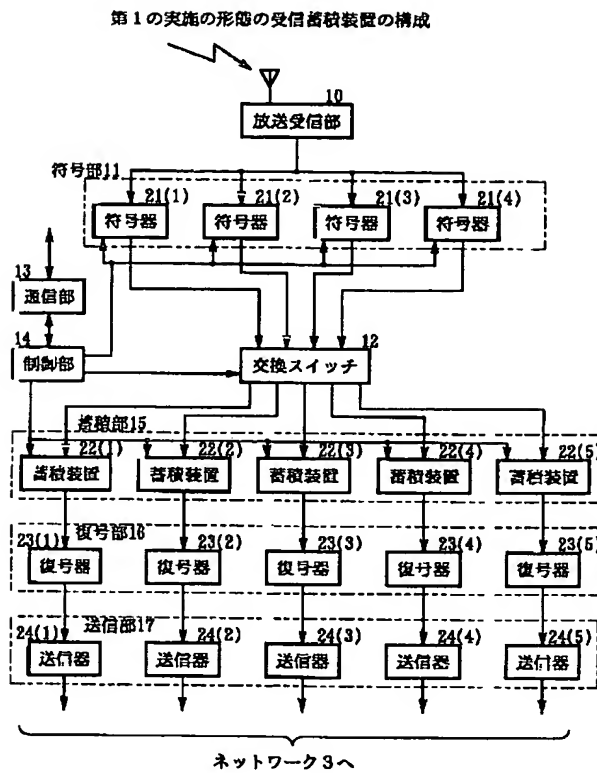 第１の実施の形態の受信蓄積装置の構成
10
放送受信部
符号部11
21(1) 21(2) 21(3) 21(4)
符号器 符号器 符号器 符号器
13
通信部
14
制御部
12
交換スイッチ
蓄積部15
22(1) 22(2) 22(3) 22(4) 22(5)
蓄積装置 蓄積装置 蓄積装置 蓄積装置 蓄積装置
復号部16
23(1) 23(2) 23(3) 23(4) 23(5)
復号器 復号器 復号器 復号器 復号器
送信部17
24(1) 24(2) 24(3) 24(4) 24(5)
送信器 送信器 送信器 送信器 送信器
ネットワーク３へ